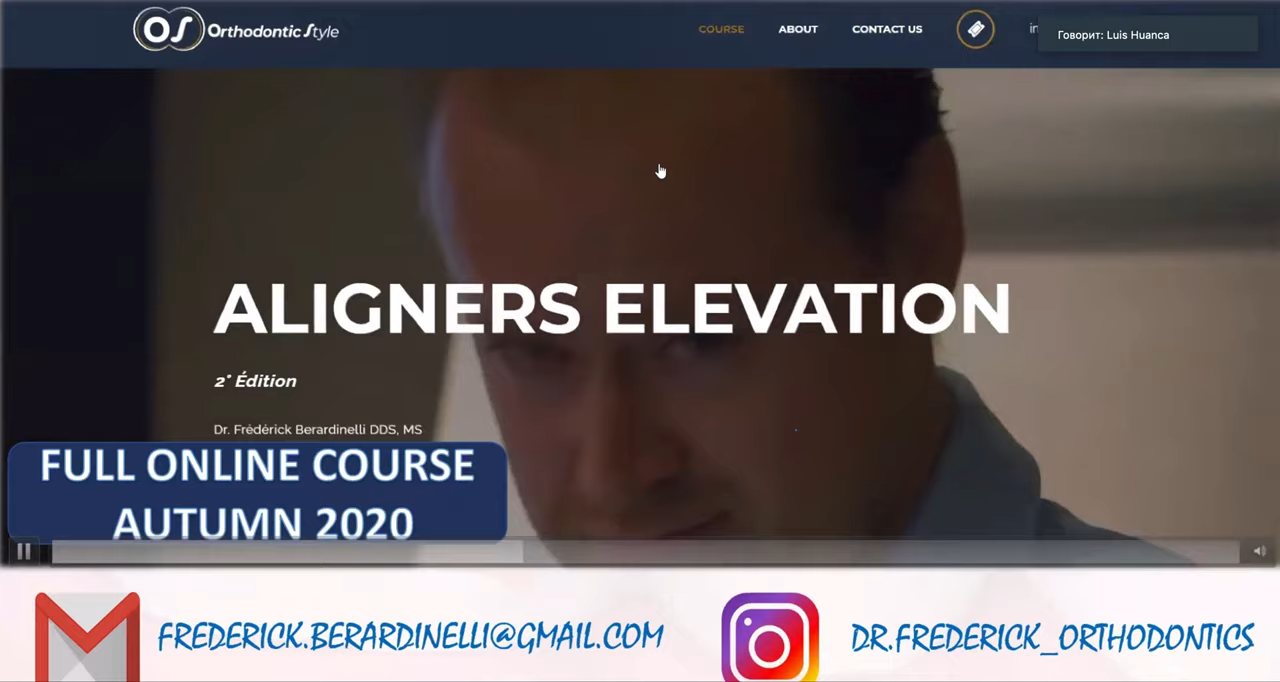 OS Orthodontic Style
COURSE
ABOUT
CONTACT US
in
Говорит: Luis Huanca
ALIGNERS ELEVATION
2° Édition
Dr. Frédérick Berardinelli DDS, MS
FULL ONLINE COURSE
AUTUMN 2020
FREDERICK.BERARDINELLI@GMAIL.COM
DR.FREDERICK_ORTHODONTICS